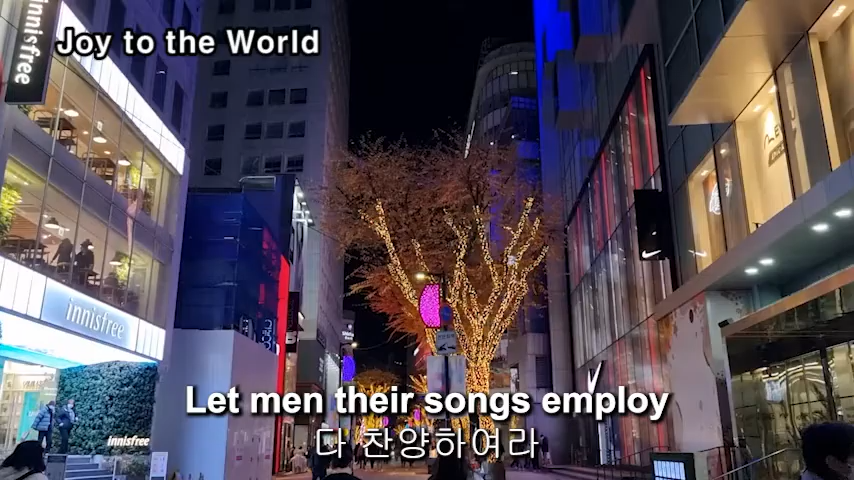 innisfree
Joy to the World
innisfree
innisfree
Let men their songs employ
다 찬양하여라